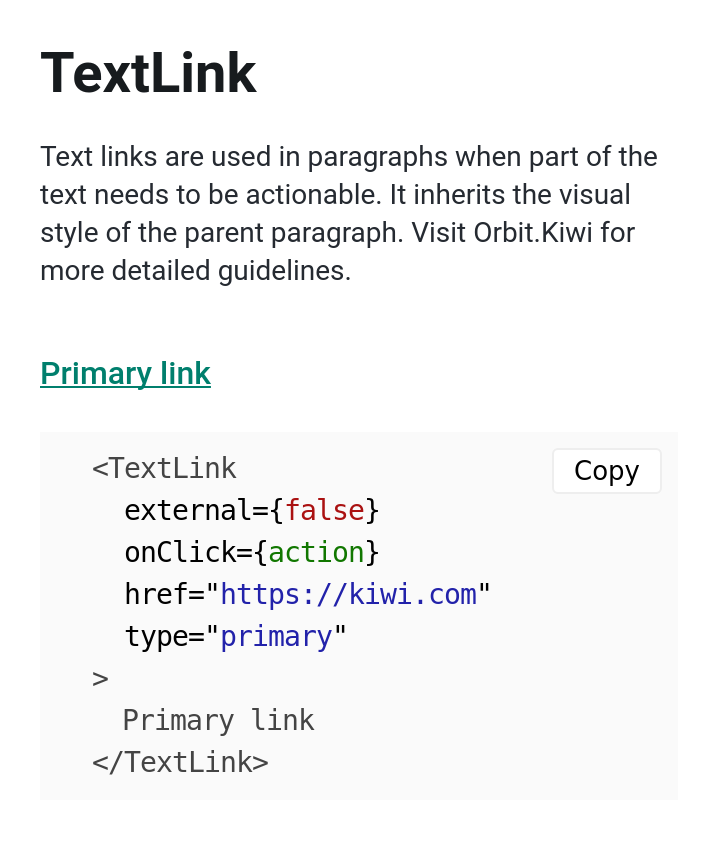 TextLink
Text links are used in paragraphs when part of the
text needs to be actionable. It inherits the visual
style of the parent paragraph. Visit Orbit.Kiwi for
more detailed guidelines.
Primary link
Copy
<TextLink
  external={false}
  onClick={action}
  href="https://kiwi.com"
  type="primary"
>
  Primary link
</TextLink>